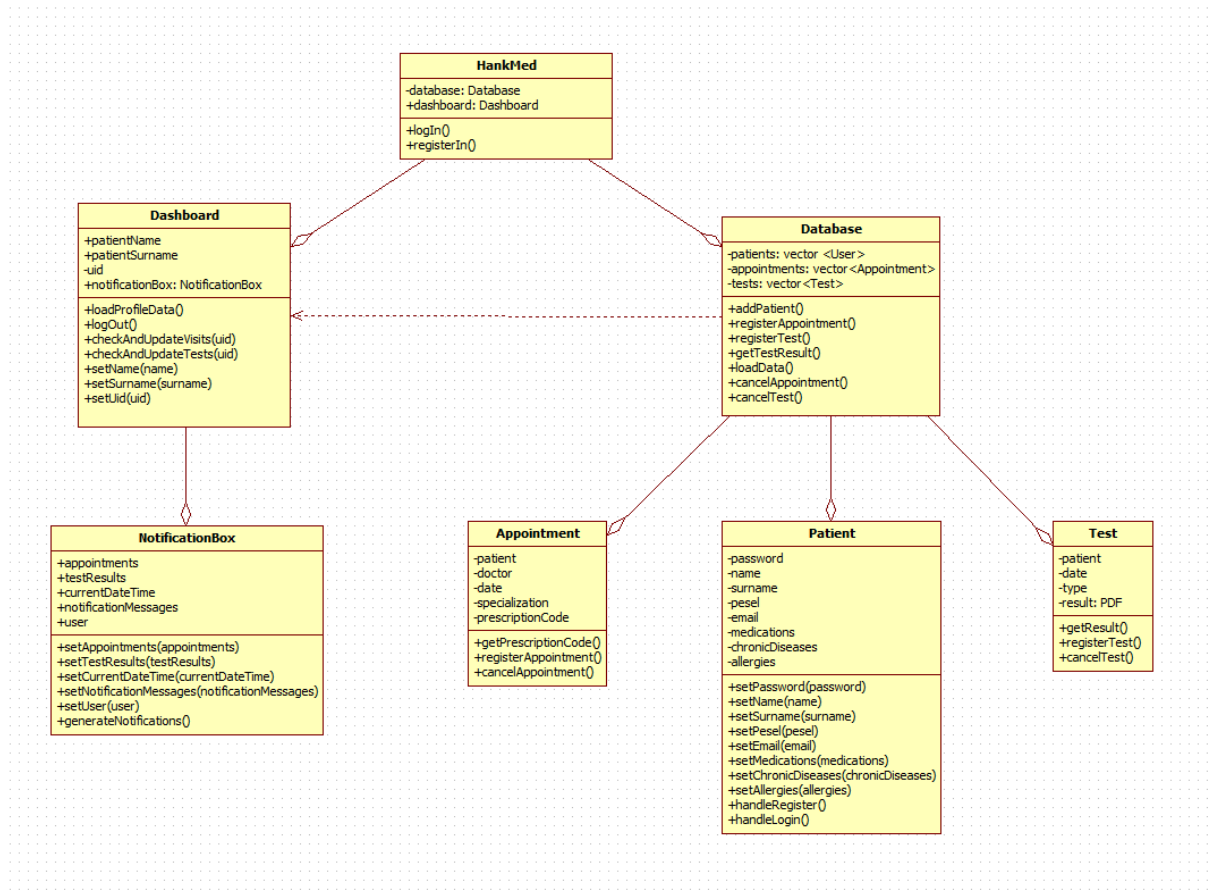 HankMed
-database: Database
+dashboard: Dashboard
+logIn()
+registerIn()
Dashboard
+patientName
+patientSurname
-uid
+notificationBox: NotificationBox
+loadProfileData()
+logOut()
+checkAndUpdateVisits(uid)
+checkAndUpdateTests(uid)
+setName(name)
+setSurname(surname)
+setUid(uid)
Database
-patients: vector <User>
-appointments: vector<Appointment>
-tests: vector<Test>
+addPatient()
+registerAppointment()
+registerTest()
+getTestResult()
+loadData()
+cancelAppointment()
+cancelTest()
NotificationBox
+appointments
+testResults
+currentDateTime
+notificationMessages
+user
+setAppointments(appointments)
+setTestResults(testResults)
+setCurrentDateTime(currentDateTime)
+setNotificationMessages(notificationMessages)
+setUser(user)
+generateNotifications()
Appointment
-patient
-doctor
-date
-specialization
-prescriptionCode
+getPrescriptionCode()
+registerAppointment()
+cancelAppointment()
Patient
-password
-name
-surname
-pesel
-email
-medications
-chronicDiseases
-allergies
+setPassword(password)
+setName(name)
+setSurname(surname)
+setPesel(pesel)
+setEmail(email)
+setMedications(medications)
+setChronicDiseases(chronicDiseases)
+setAllergies(allergies)
+handleRegister()
+handleLogin()
Test
-patient
-date
-type
-result: PDF
+getResult()
+registerTest()
+cancelTest()